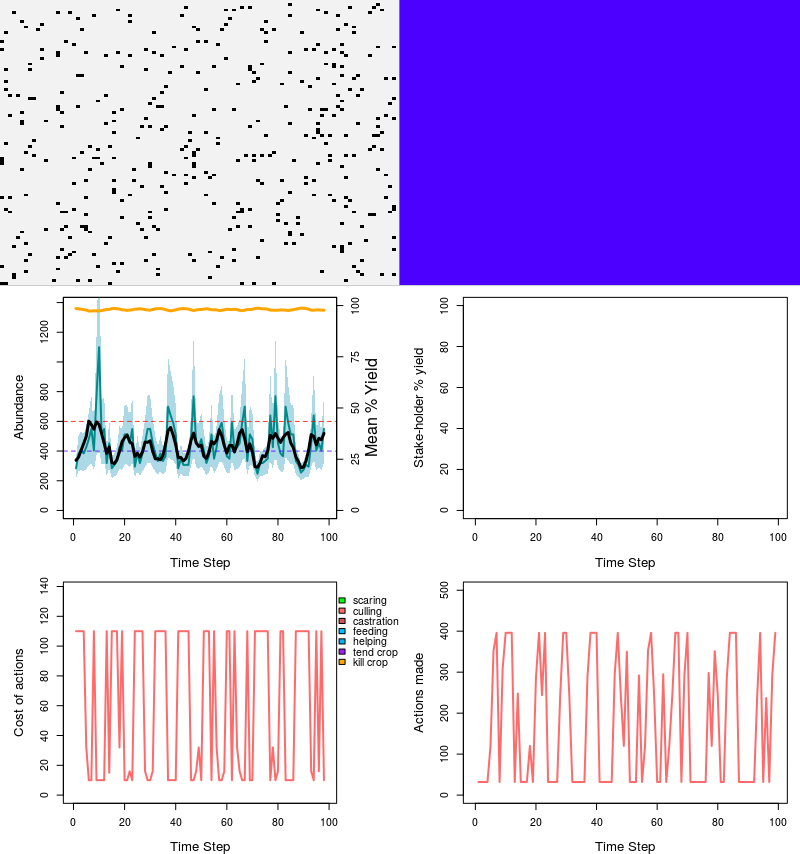 0 200 400 600 800 1200
Abundance
0 25 50 75 100
Mean % Yield
0 20 40 60 80 100
Time Step
0 20 40 60 80 100
Stake-holder % yield
0 20 40 60 80 100
Time Step
0 20 40 60 80 100 120 140
Cost of actions
0 20 40 60 80 100
Time Step
scaring
culling
castration
feeding
helping
tend crop
kill crop
0 100 200 300 400 500
Actions made
0 20 40 60 80 100
Time Step